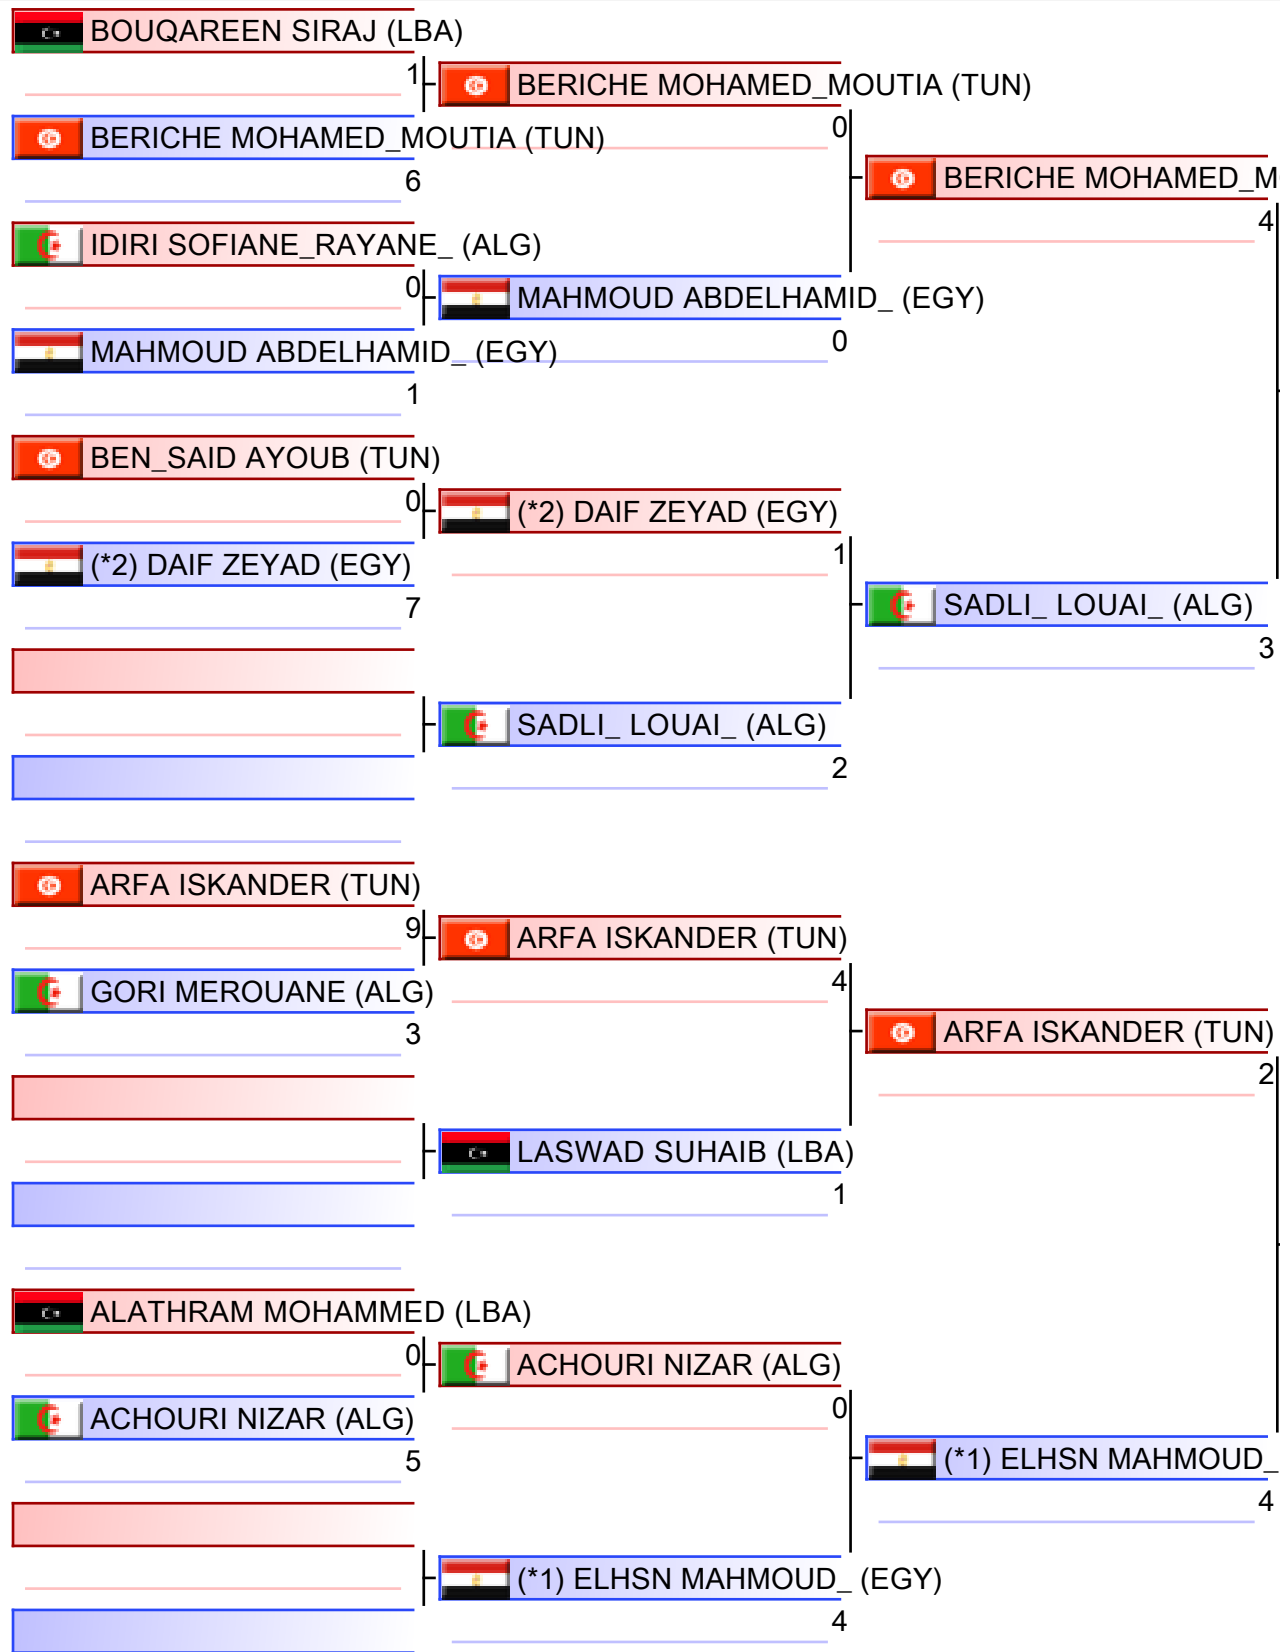 BOUQAREEN SIRAJ (LBA)
1
BERICHE MOHAMED_MOUTIA (TUN)
6
IDIRI SOFIANE_RAYANE_ (ALG)
0
MAHMOUD ABDELHAMID_ (EGY)
1
BEN_SAID AYOUB (TUN)
0
(*2) DAIF ZEYAD (EGY)
7
ARFA ISKANDER (TUN)
9
GORI MEROUANE (ALG)
3
ALATHRAM MOHAMMED (LBA)
0
ACHOURI NIZAR (ALG)
5
BERICHE MOHAMED_MOUTIA (TUN)
0
MAHMOUD ABDELHAMID_ (EGY)
0
(*2) DAIF ZEYAD (EGY)
1
SADLI_ LOUAI_ (ALG)
2
ARFA ISKANDER (TUN)
4
LASWAD SUHAIB (LBA)
1
ACHOURI NIZAR (ALG)
0
(*1) ELHSN MAHMOUD_ (EGY)
4
BERICHE MOHAMED_M
4
SADLI_ LOUAI_ (ALG)
3
ARFA ISKANDER (TUN)
2
(*1) ELHSN MAHMOUD_
4